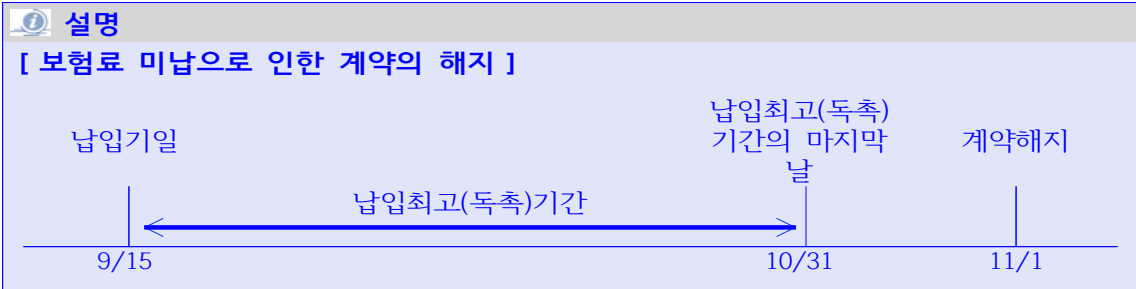 설명
[ 보험료 미납으로 인한 계약의 해지 ]
납입기일
납입최고(독촉)
기간의 마지막
날
계약해지
납입최고(독촉)기간
9/15
10/31
11/1